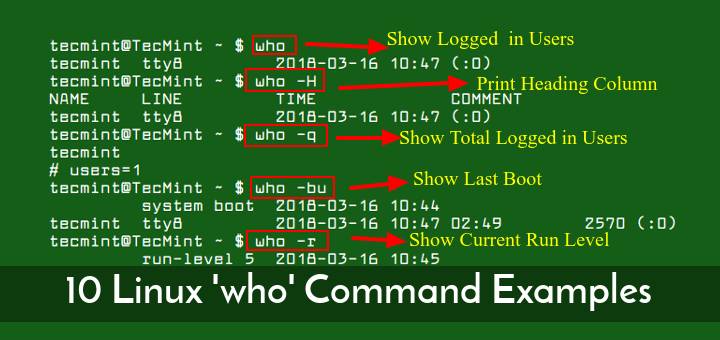 tecmint@TecMint ~ $ who Show Logged in Users
tecmint tty8 2018-03-16 10:47 (:0)
tecmint@TecMint ~ $ who -H Print Heading Column
NAME LINE TIME COMMENT
tecmint tty8 2018-03-16 10:47 (:0)
tecmint@TecMint ~ $ who -q Show Total Logged in Users
tecmint
# users=1
tecmint@TecMint ~ $ who -bu Show Last Boot
system boot 2018-03-16 10:44
tecmint tty8 2018-03-16 10:47 02:49 2570 (:0)
tecmint@TecMint ~ $ who -r Show Current Run Level
run-level 5 2018-03-16 10:45
10 Linux 'who' Command Examples